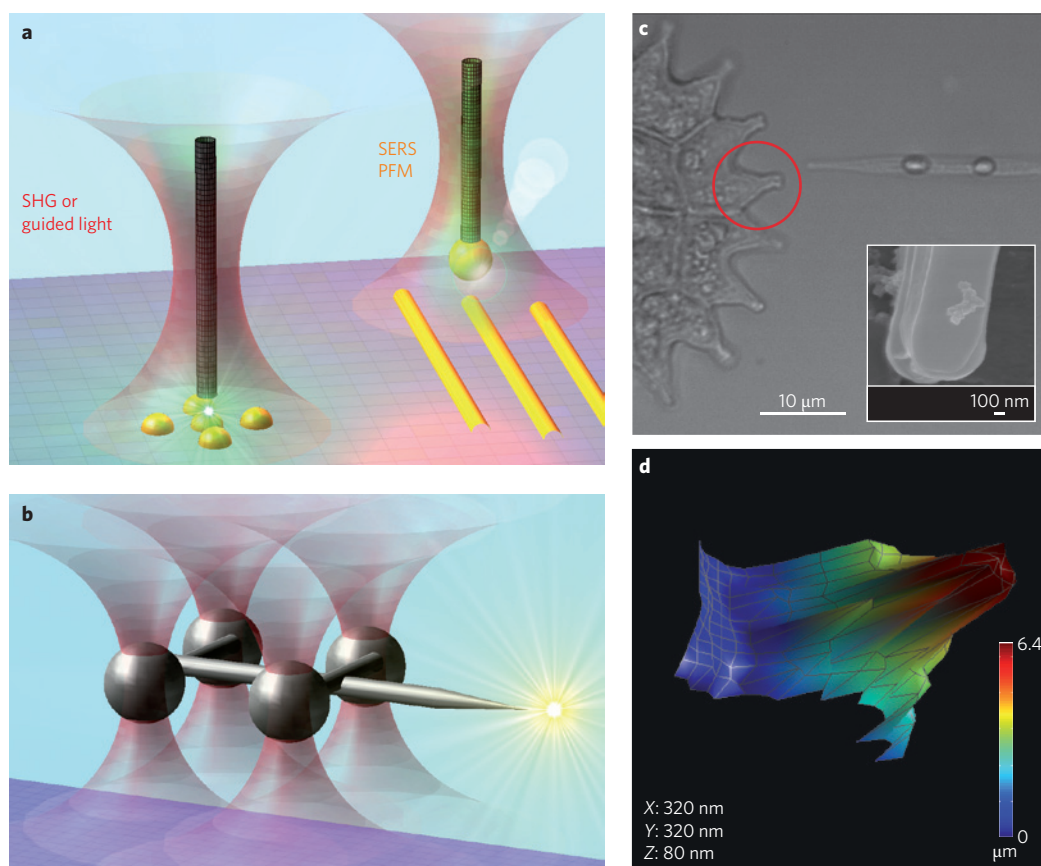 a
SHG or
guided light
SERS
PFM
b
c
10 μm
100 nm
d
6.4
0
μm
X: 320 nm
Y: 320 nm
Z: 80 nm